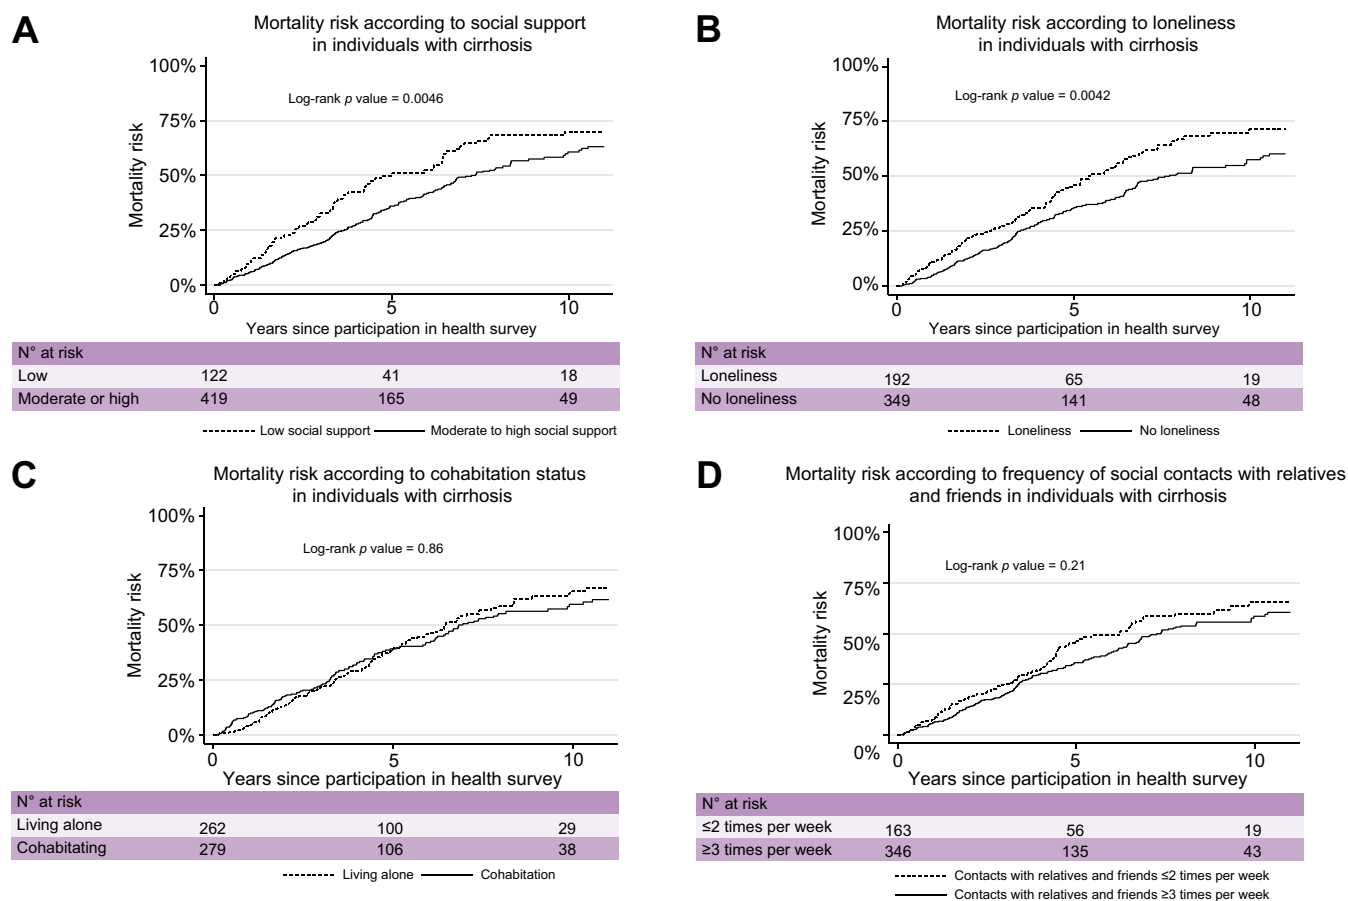 A
Mortality risk according to social support
in individuals with cirrhosis
100%
75%
50%
25%
0%
Mortality risk
Log-rank p value = 0.0046
0 5 10
Years since participation in health survey
N° at risk
Low 122 41 18
Moderate or high 419 165 49
Low social support Moderate to high social support
B
Mortality risk according to loneliness
in individuals with cirrhosis
100%
75%
50%
25%
0%
Mortality risk
Log-rank p value = 0.0042
0 5 10
Years since participation in health survey
N° at risk
Loneliness 192 65 19
No loneliness 349 141 48
Loneliness No loneliness
C
Mortality risk according to cohabitation status
in individuals with cirrhosis
100%
75%
50%
25%
0%
Mortality risk
Log-rank p value = 0.86
0 5 10
Years since participation in health survey
N° at risk
Living alone 262 100 29
Cohabitating 279 106 38
Living alone Cohabitation
D
Mortality risk according to frequency of social contacts with relatives
and friends in individuals with cirrhosis
100%
75%
50%
25%
0%
Mortality risk
Log-rank p value = 0.21
0 5 10
Years since participation in health survey
N° at risk
≤2 times per week 163 56 19
≥3 times per week 346 135 43
Contacts with relatives and friends ≤2 times per week
Contacts with relatives and friends ≥3 times per week